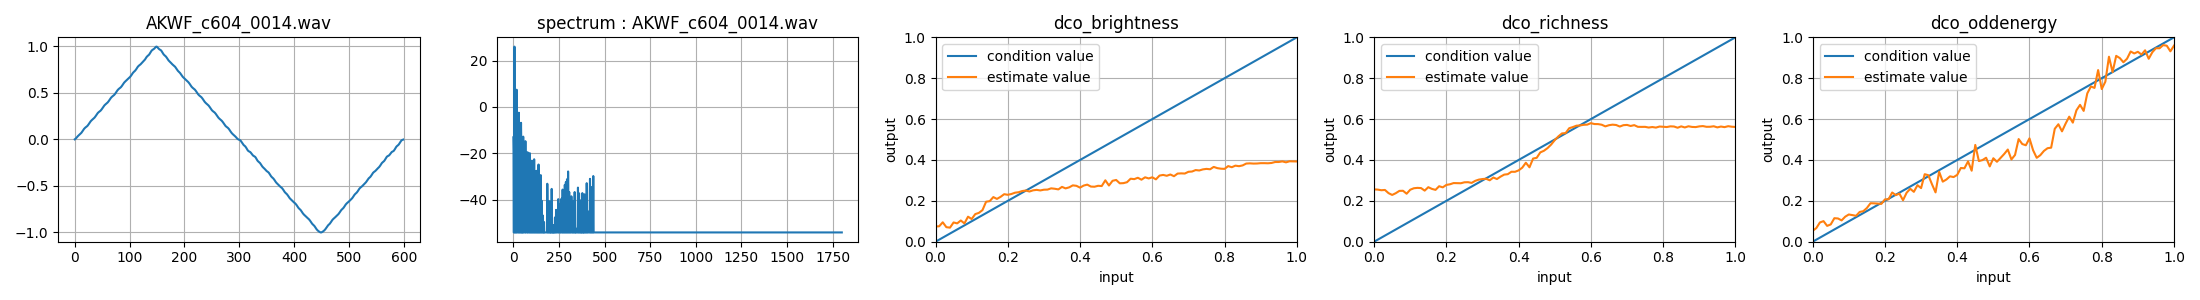 AKWF_c604_0014.wav
1.0
0.5
0.0
−0.5
−1.0
0 100 200 300 400 500 600
spectrum : AKWF_c604_0014.wav
20
0
−20
−40
0 250 500 750 1000 1250 1500 1750
dco_brightness
condition value
estimate value
output
1.0
0.8
0.6
0.4
0.2
0.0
0.0 0.2 0.4 0.6 0.8 1.0
input
dco_richness
condition value
estimate value
output
1.0
0.8
0.6
0.4
0.2
0.0
0.0 0.2 0.4 0.6 0.8 1.0
input
dco_oddenergy
condition value
estimate value
output
1.0
0.8
0.6
0.4
0.2
0.0
0.0 0.2 0.4 0.6 0.8 1.0
input